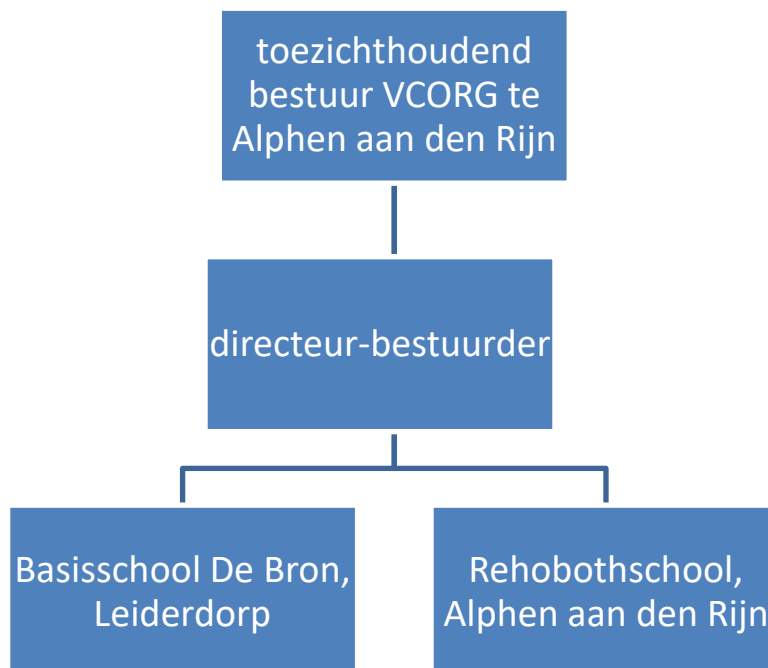 toezichthoudend
bestuur VCORG te
Alphen aan den Rijn
directeur-bestuurder
Basisschool De Bron,
Leiderdorp
Rehobothschool,
Alphen aan den Rijn